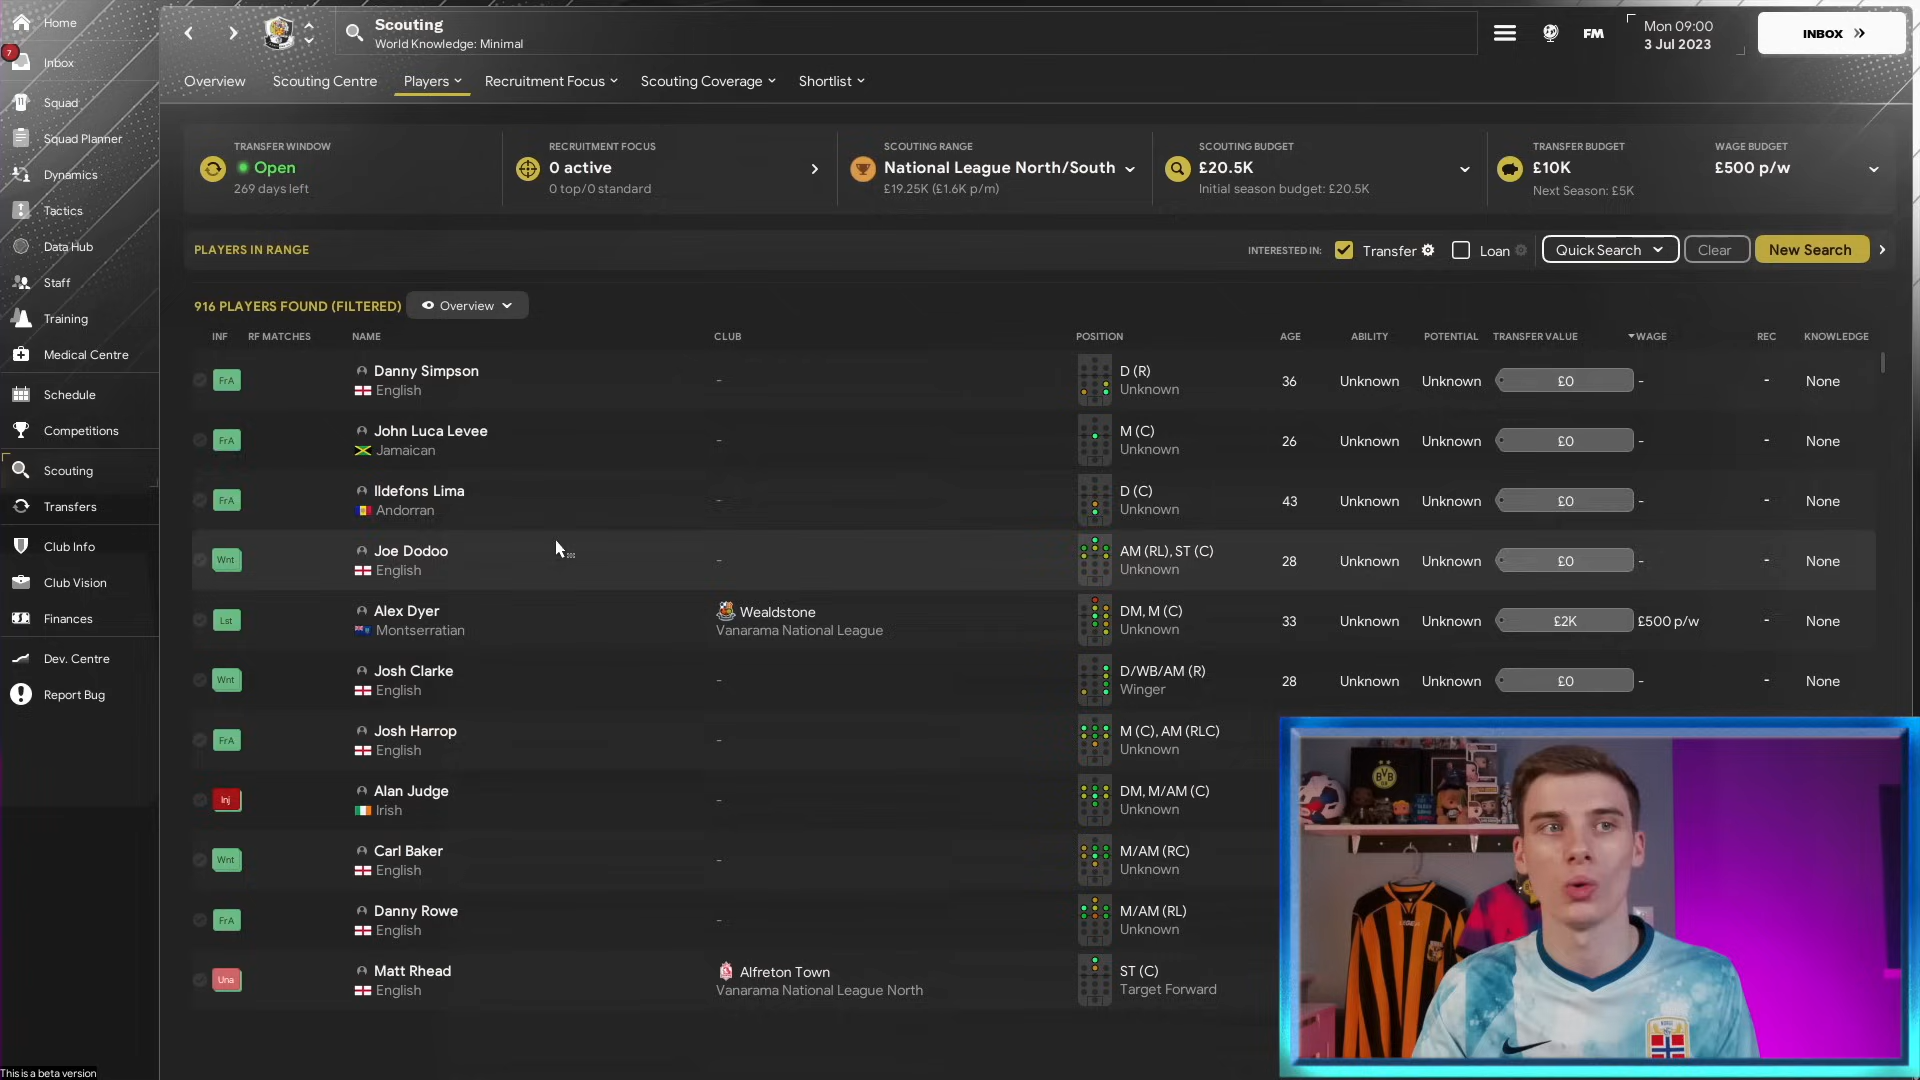 Home
7
Inbox
Squad
Squad Planner
Dynamics
Tactics
Data Hub
Staff
Training
Medical Centre
Schedule
Competitions
Scouting
Transfers
Club Info
Club Vision
Finances
Dev. Centre
Report Bug
This is a beta version
Scouting
World Knowledge: Minimal
FM
Mon 09:00
3 Jul 2023
INBOX
Overview Scouting Centre Players Recruitment Focus Scouting Coverage Shortlist
TRANSFER WINDOW
Open
269 days left
RECRUITMENT FOCUS
0 active
0 top/0 standard
SCOUTING RANGE
National League North/South
£19.25K (£1.6K p/m)
SCOUTING BUDGET
£20.5K
Initial season budget: £20.5K
TRANSFER BUDGET
£10K
Next Season: £5K
WAGE BUDGET
£500 p/w
PLAYERS IN RANGE
INTERESTED IN: Transfer Loan Quick Search Clear New Search
916 PLAYERS FOUND (FILTERED) Overview
INF RF MATCHES NAME CLUB POSITION AGE ABILITY POTENTIAL TRANSFER VALUE WAGE REC KNOWLEDGE
FrA Danny Simpson - D (R) 36 Unknown Unknown £0 - - None
English Unknown
FrA John Luca Levee - M (C) 26 Unknown Unknown £0 - - None
Jamaican Unknown
FrA Ildefons Lima - D (C) 43 Unknown Unknown £0 - - None
Andorran Unknown
Wnt Joe Dodoo - AM (RL), ST (C) 28 Unknown Unknown £0 - - None
English Unknown
Lst Alex Dyer Wealdstone DM, M (C) 33 Unknown Unknown £2K £500 p/w - None
Montserratian Vanarama National League Unknown
Wnt Josh Clarke - D/WB/AM (R) 28 Unknown Unknown £0 - - None
English Winger
FrA Josh Harrop - M (C), AM (RLC)
English Unknown
Inj Alan Judge - DM, M/AM (C)
Irish Unknown
Wnt Carl Baker - M/AM (RC)
English Unknown
FrA Danny Rowe - M/AM (RL)
English Unknown
Una Matt Rhead Alfreton Town ST (C)
English Vanarama National League North Target Forward
BVB